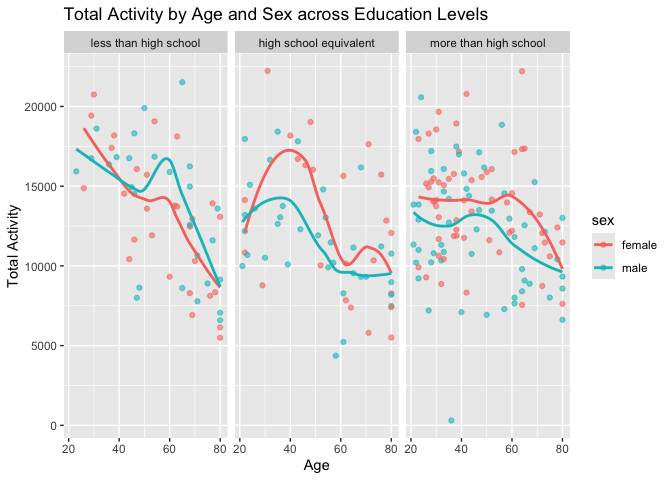 Total Activity by Age and Sex across Education Levels
less than high school
high school equivalent
more than high school
20000
15000
10000
5000
0
Total Activity
20 40 60 80
20 40 60 80
20 40 60 80
Age
sex
female
male